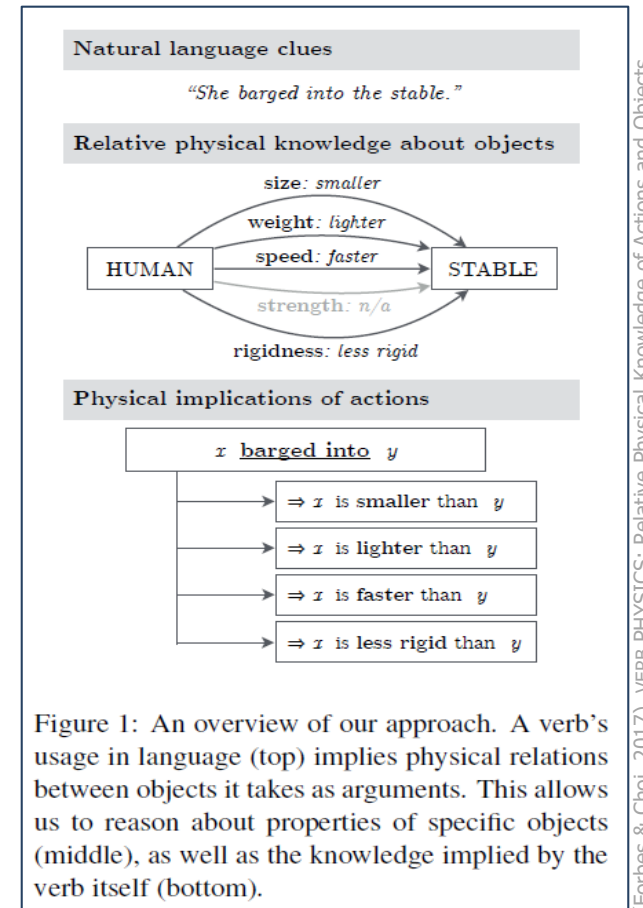 Natural language clues
“She barged into the stable.”
Relative physical knowledge about objects
size: smaller
weight: lighter
HUMAN
speed: faster
STABLE
strength: n/a
rigidness: less rigid
Physical implications of actions
x barged into y
⇒ x is smaller than y
⇒ x is lighter than y
⇒ x is faster than y
⇒ x is less rigid than y
Figure 1: An overview of our approach. A verb’s
usage in language (top) implies physical relations
between objects it takes as arguments. This allows
us to reason about properties of specific objects
(middle), as well as the knowledge implied by the
verb itself (bottom).
(Forbes & Choi, 2017). VERB PHYSICS: Relative Physical Knowledge of Actions and Objects